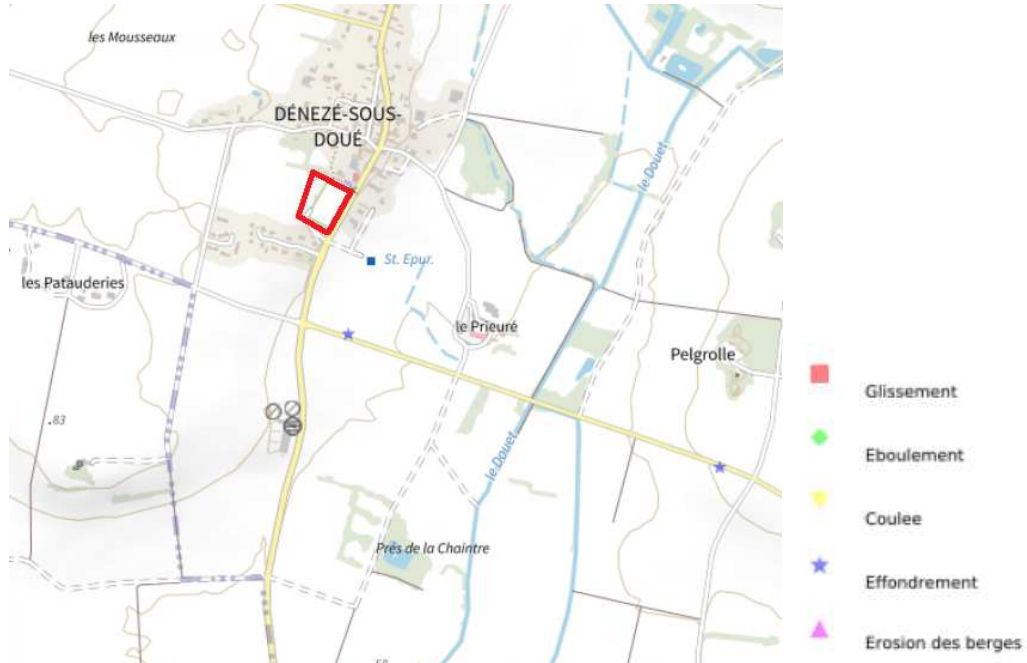 les Mousseaux
DÉNEZÉ-SOUS-
DOUÉ
le Douet
St. Epur.
les Patauderies
le Prieuré
Pelgrolle
.83
le Douet
Prés de la Chaintre
Glissement
Eboulement
Coulee
Effondrement
Erosion des berges